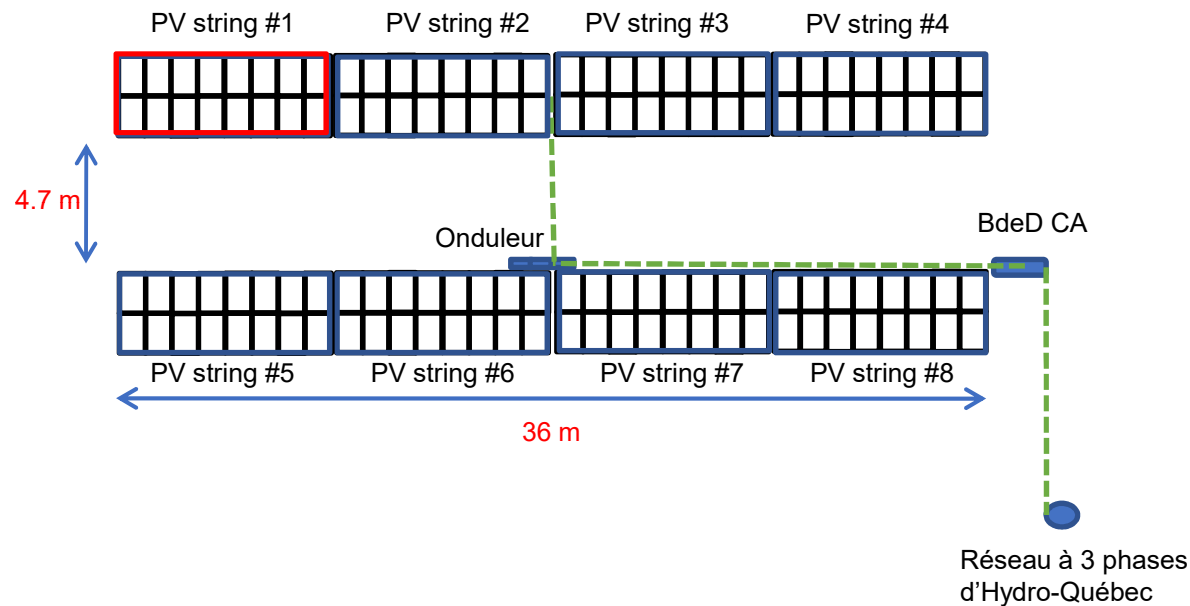 PV string #1
PV string #2
PV string #3
PV string #4
4.7 m
Onduleur
BdeD CA
PV string #5
PV string #6
PV string #7
PV string #8
36 m
Réseau à 3 phases
d'Hydro-Québec